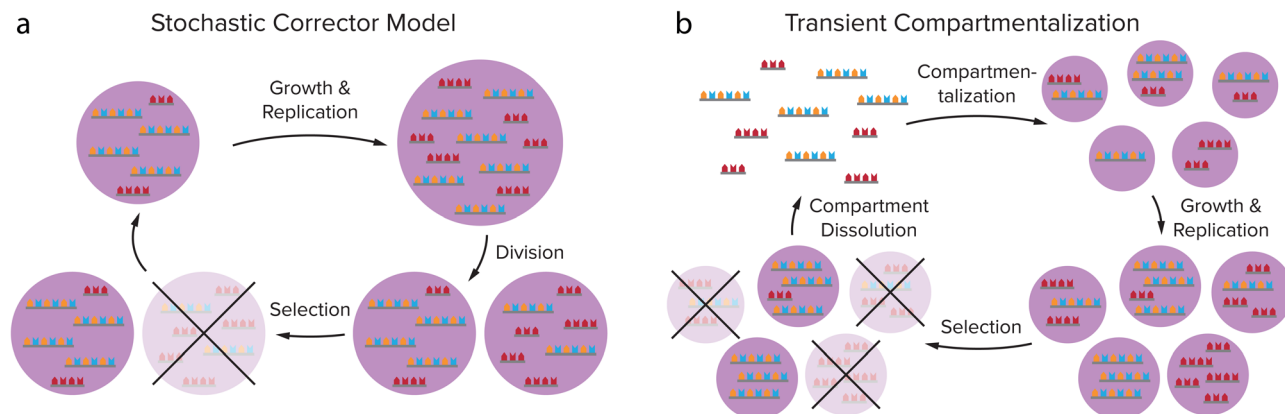 a
Stochastic Corrector Model
Growth &
Replication
Division
Selection
b
Transient Compartmentalization
Compartmen-
talization
Growth &
Replication
Selection
Compartment
Dissolution